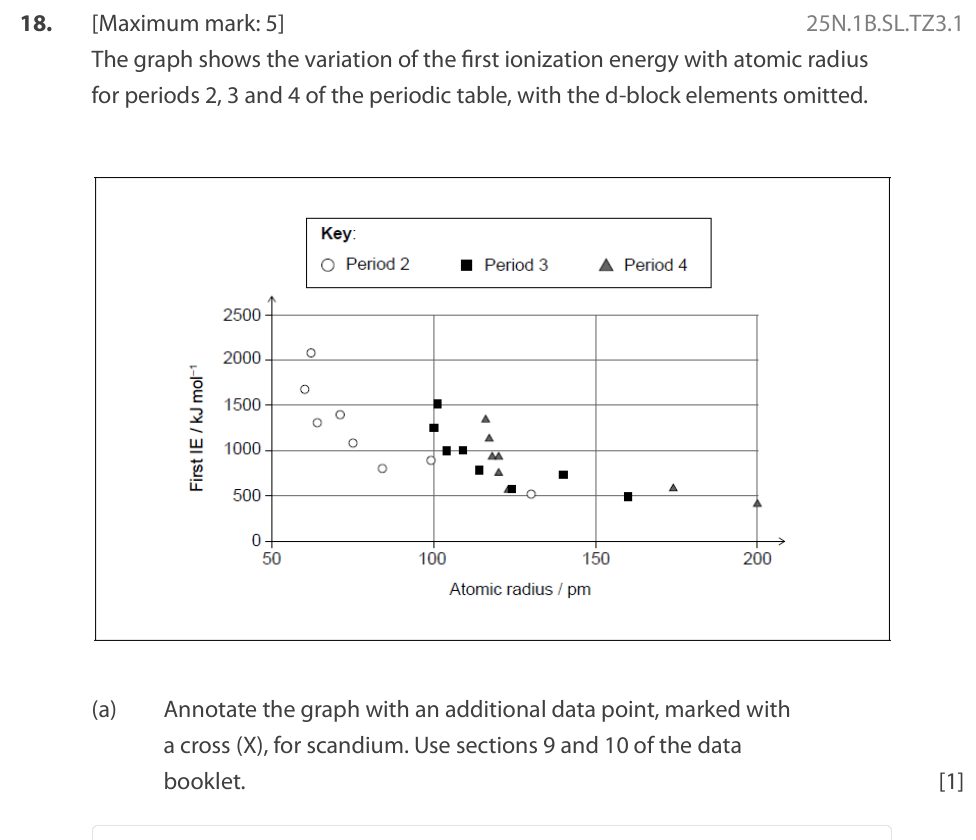 18. [Maximum mark: 5] 25N.1B.SL.TZ3.1
The graph shows the variation of the first ionization energy with atomic radius
for periods 2, 3 and 4 of the periodic table, with the d-block elements omitted.
Key:
Period 2 Period 3 Period 4
2500
2000
1500
1000
500
0
First IE / kJ mol⁻¹
50 100 150 200
Atomic radius / pm
(a) Annotate the graph with an additional data point, marked with
a cross (X), for scandium. Use sections 9 and 10 of the data
booklet. [1]